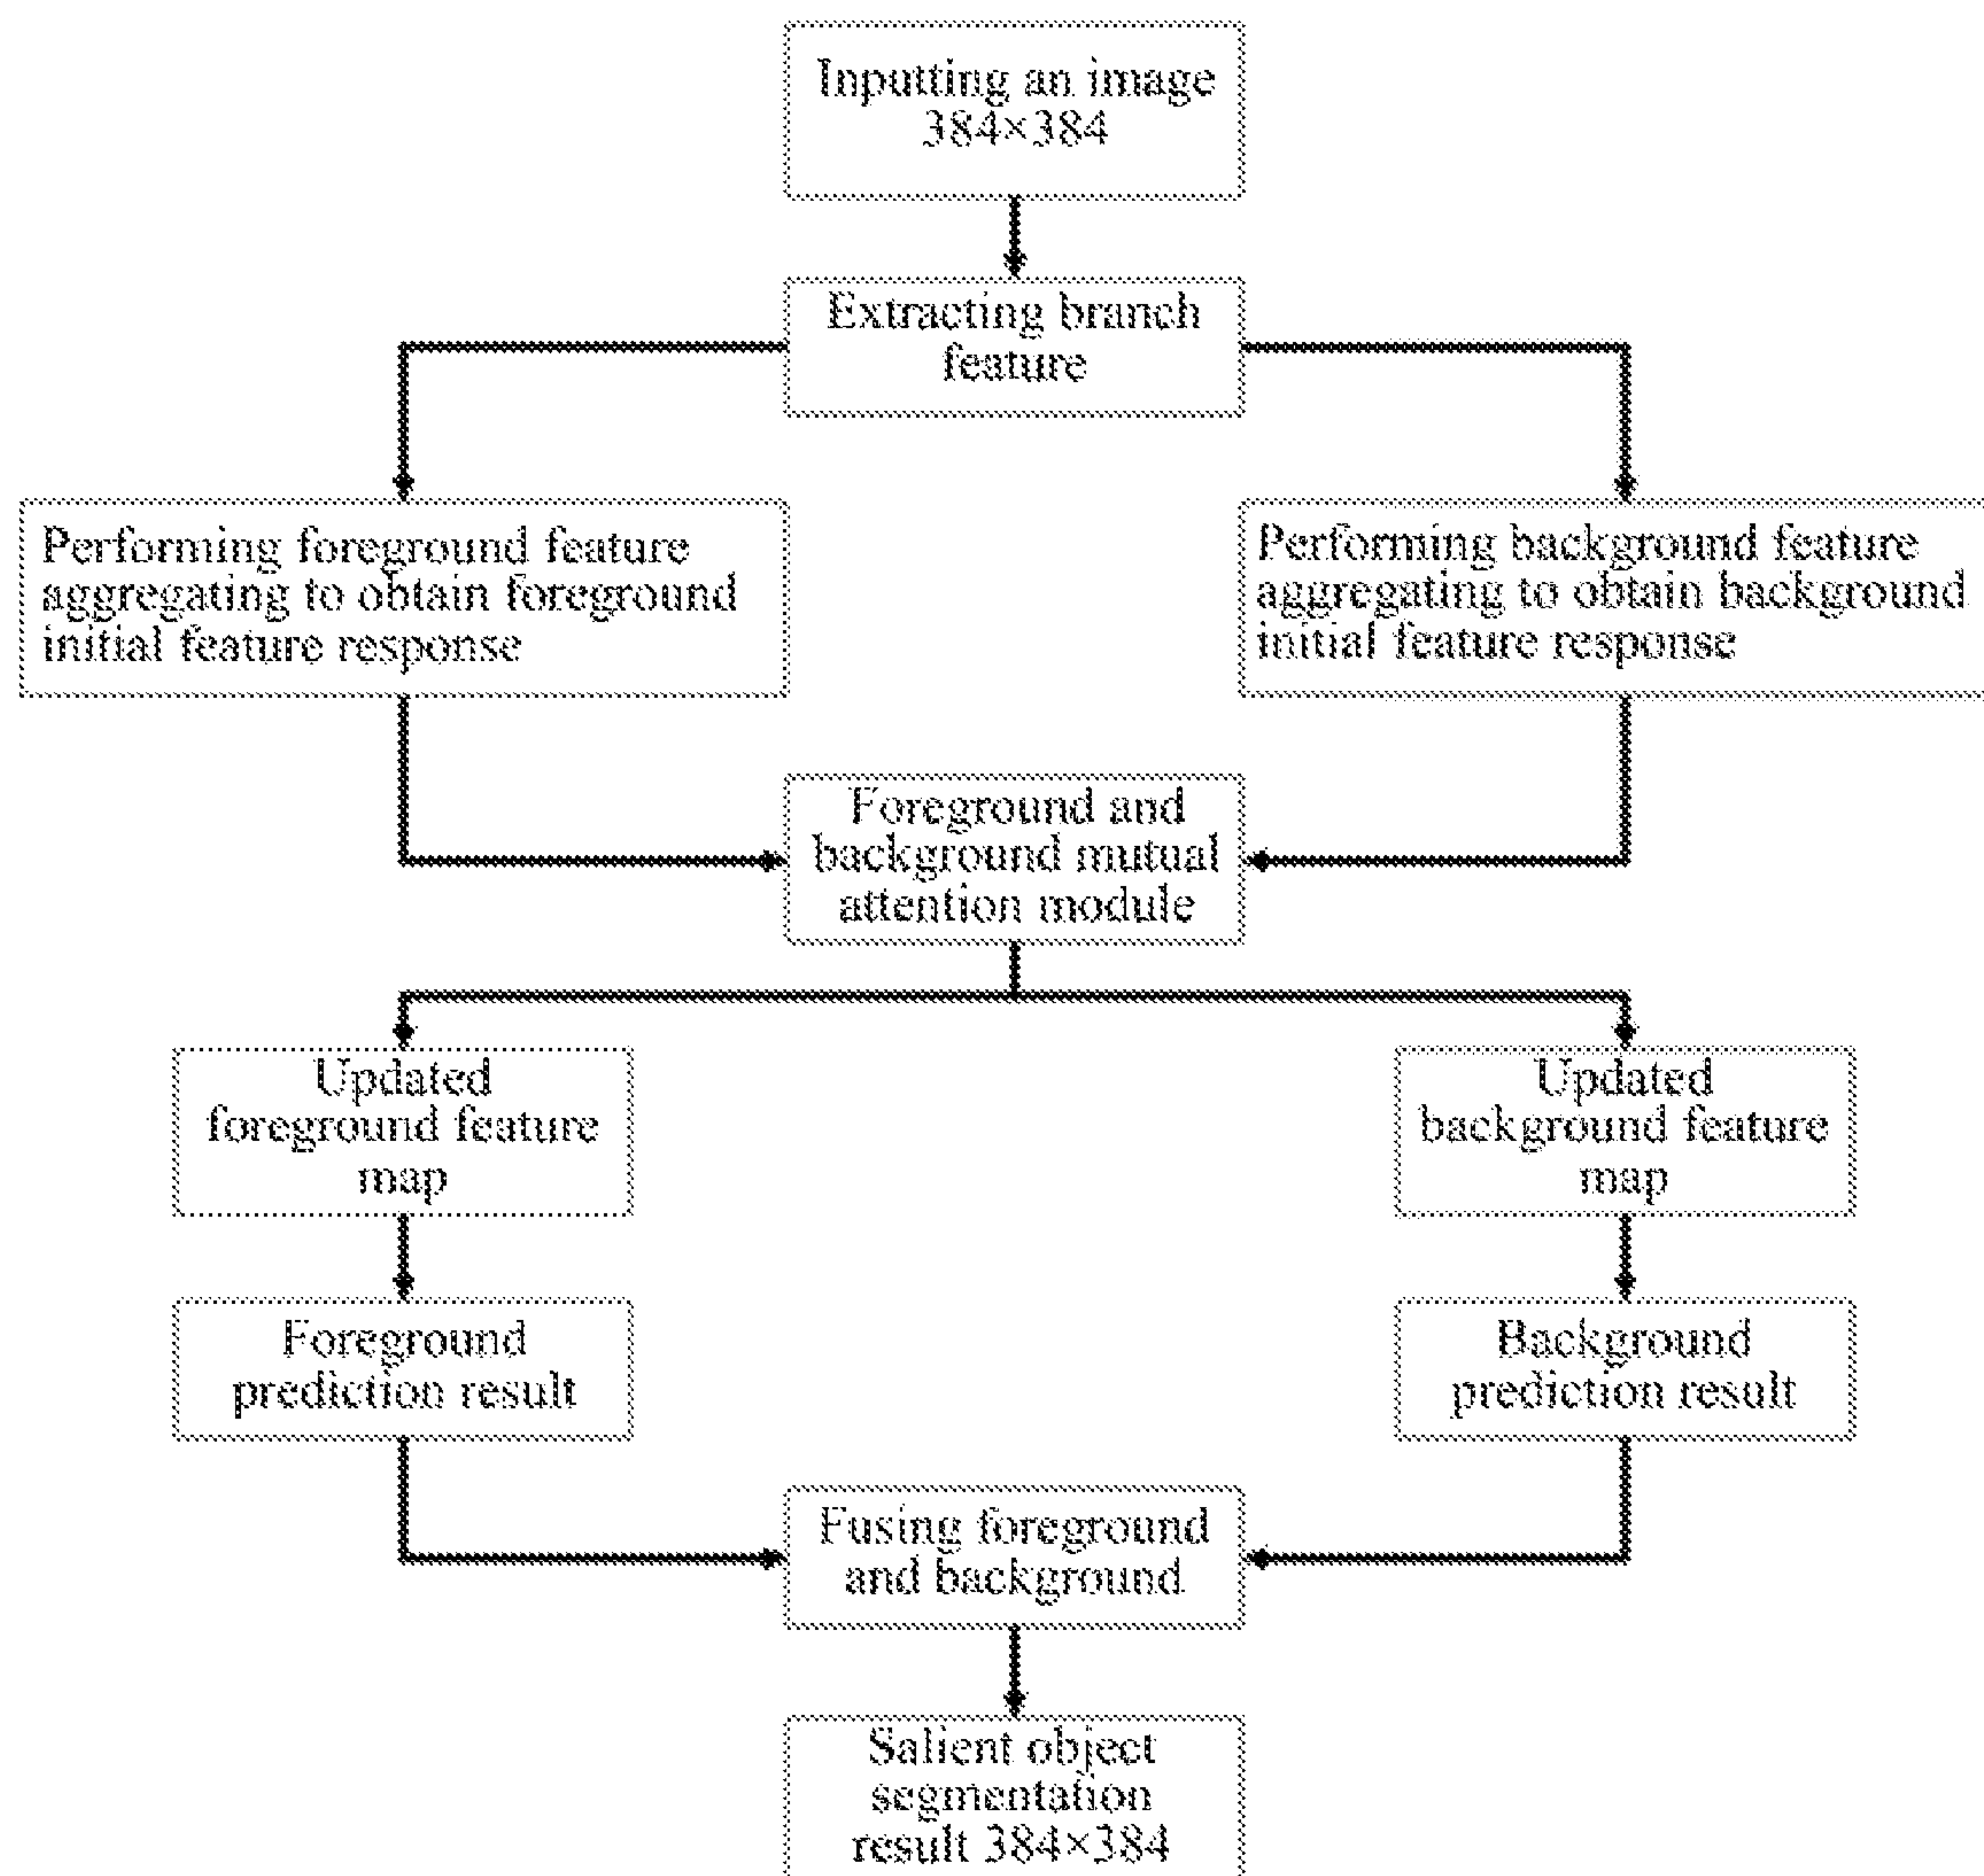 Inputting an image
384×384
Extracting branch
feature
Performing foreground feature
aggregating to obtain foreground
initial feature response
Performing background feature
aggregating to obtain background
initial feature response
Foreground and
background mutual
attention module
Updated
foreground feature
map
Updated
background feature
map
Foreground
prediction result
Background
prediction result
Fusing foreground
and background
Salient object
segmentation
result 384×384